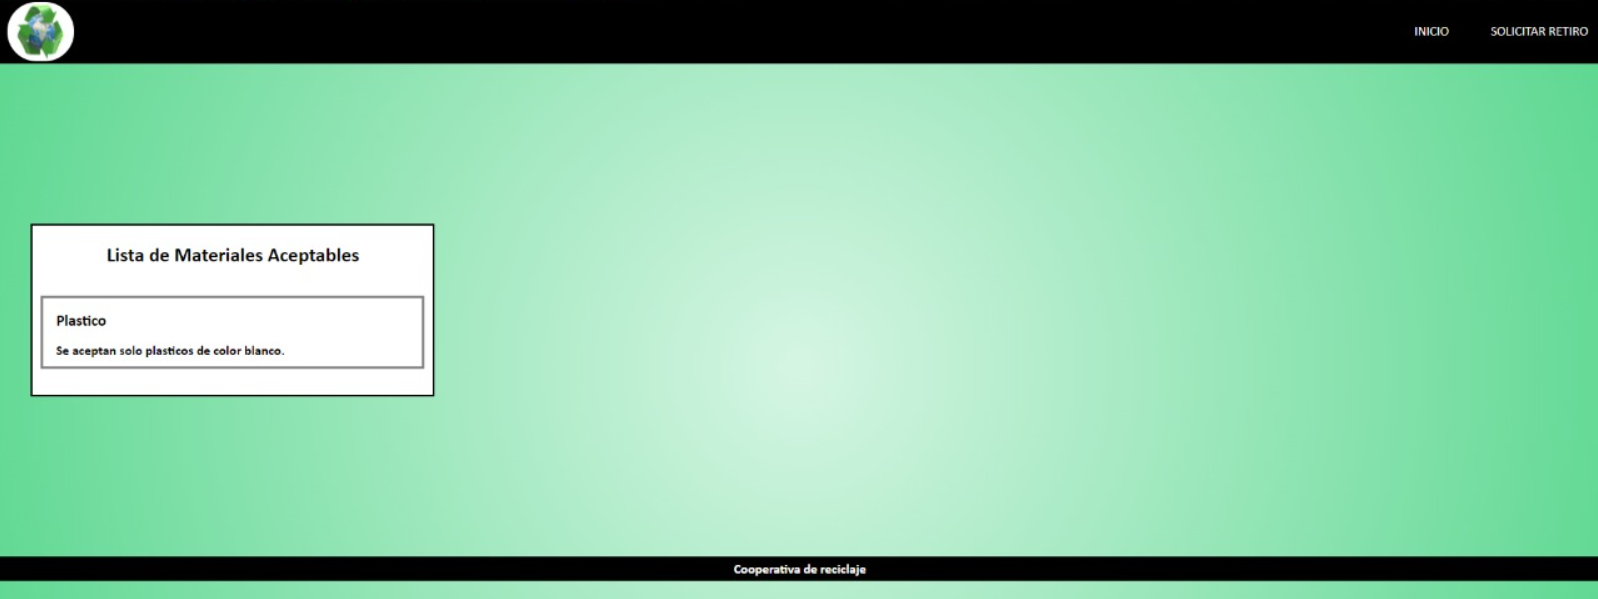 INICIO SOLICITAR RETIRO
Lista de Materiales Aceptables
Plastico
Se aceptan solo plasticos de color blanco.
Cooperativa de reciclaje